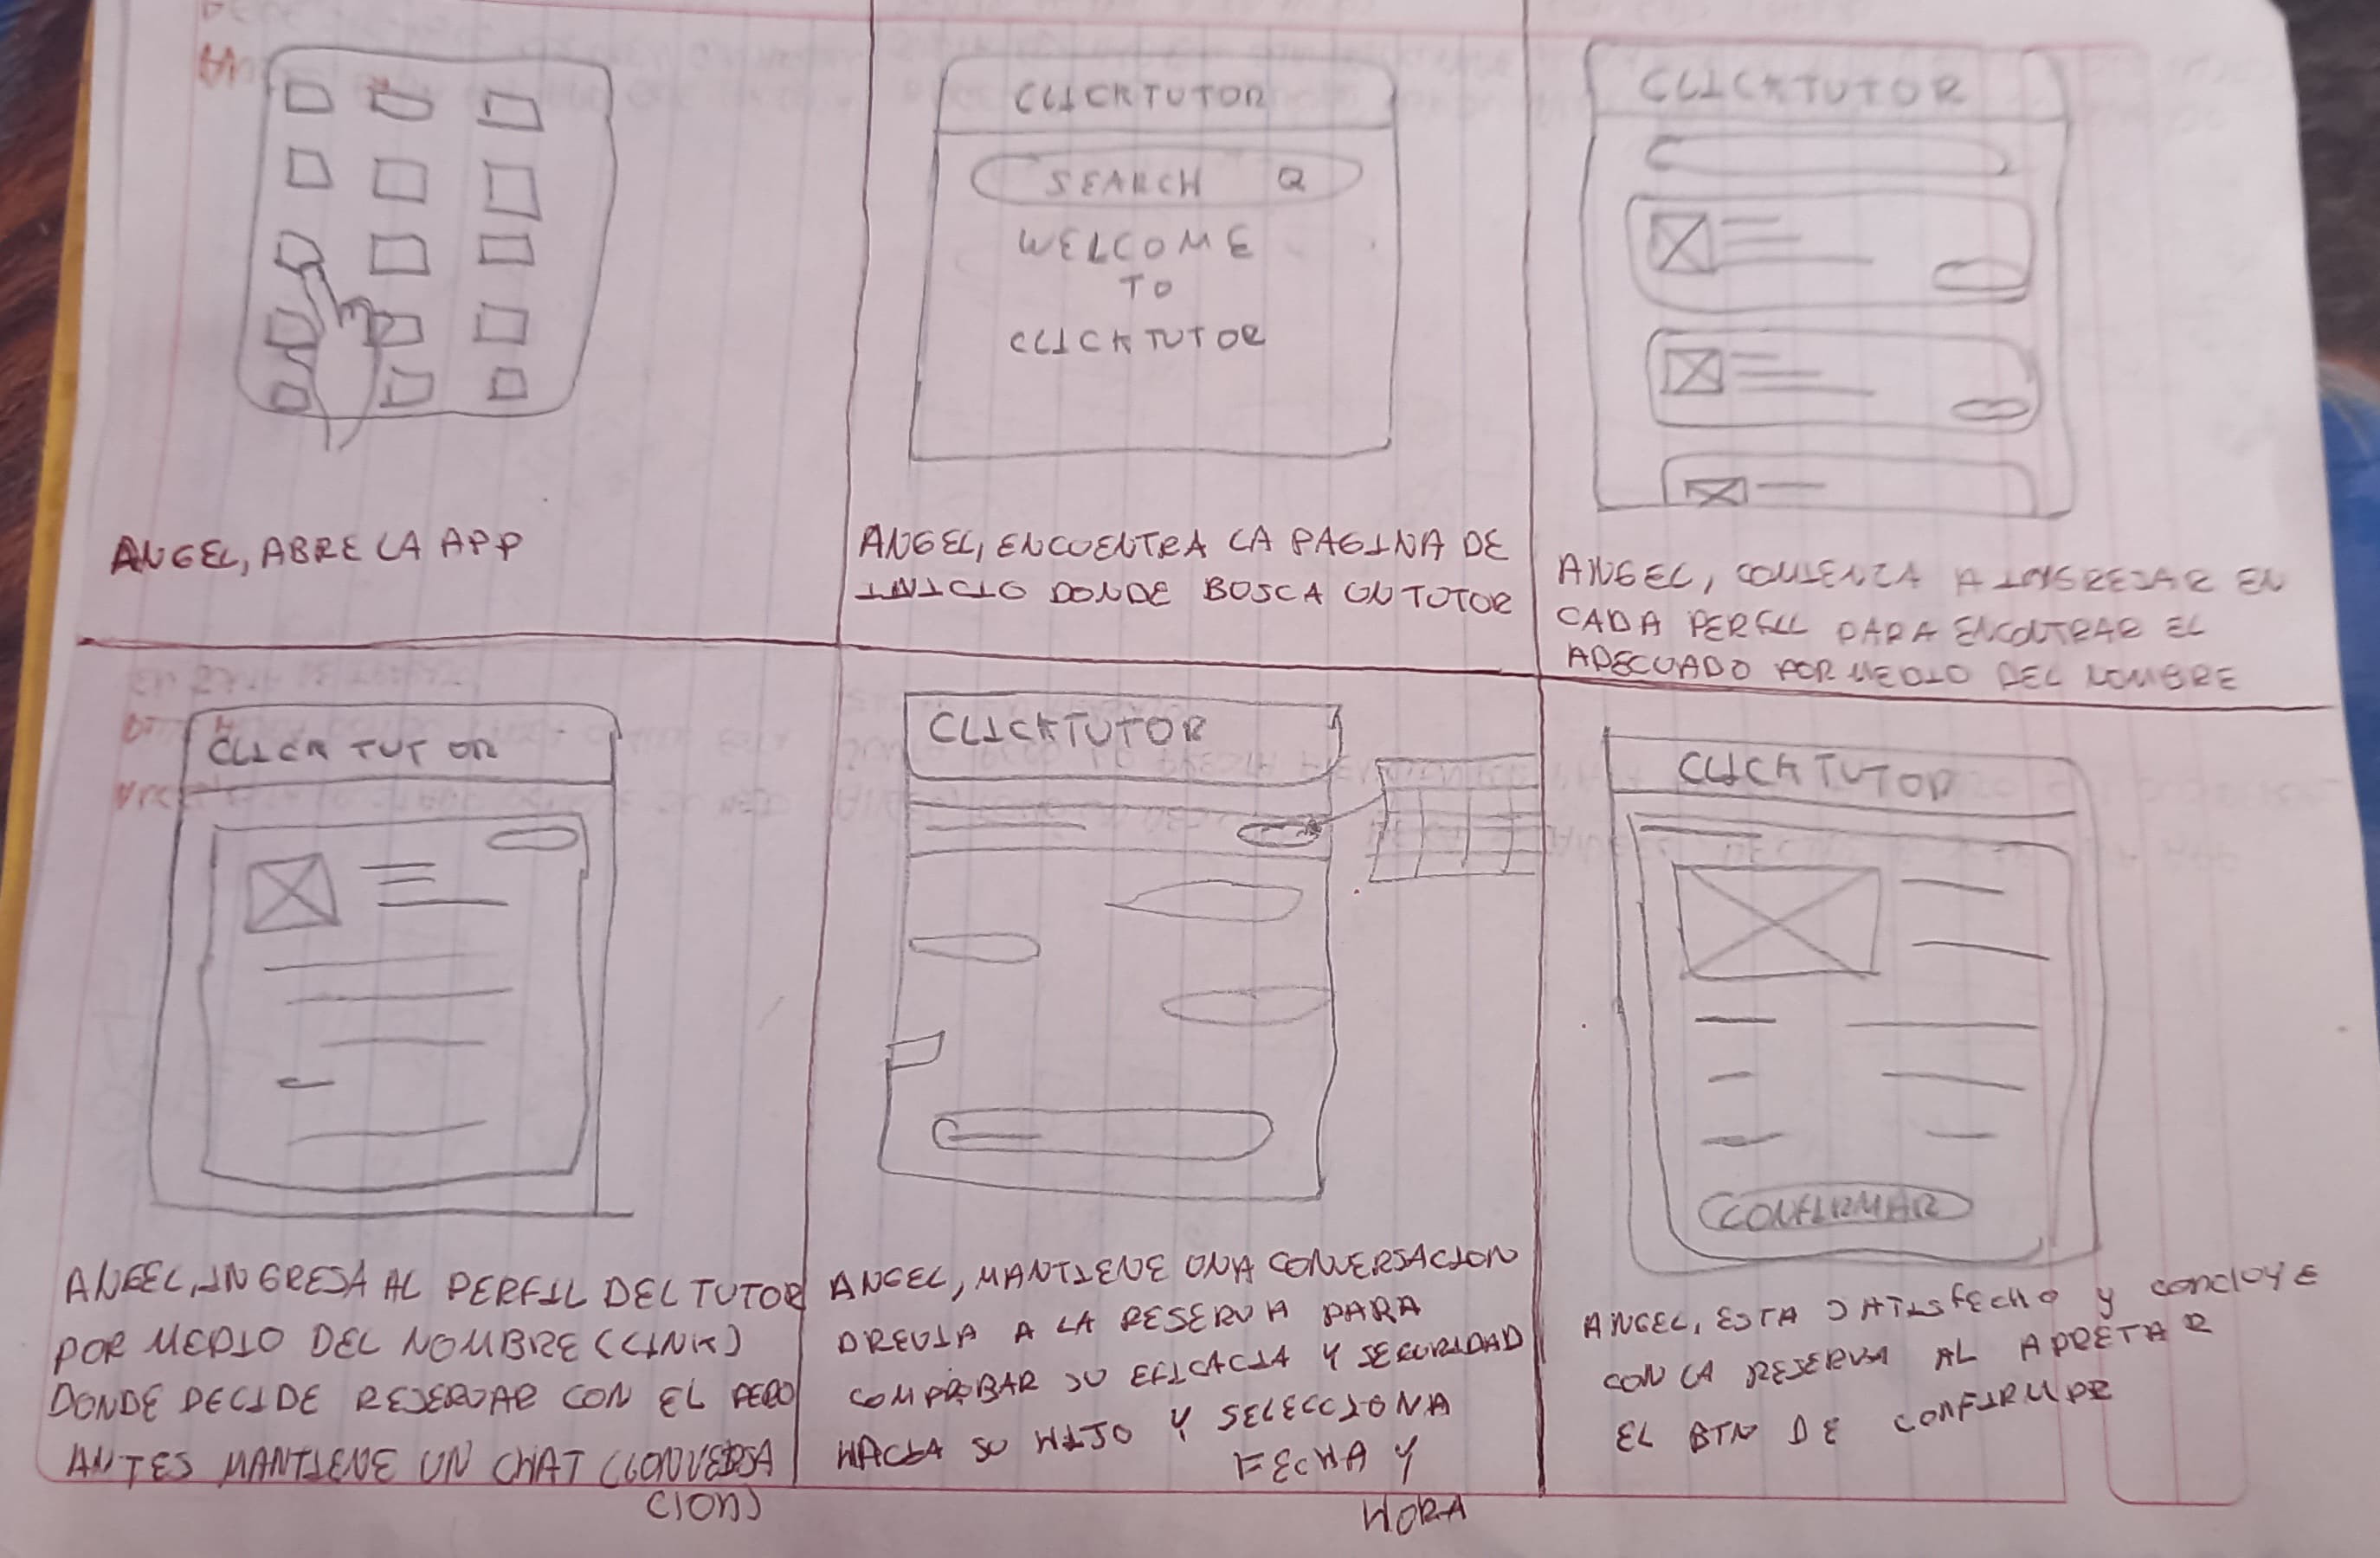 CLICKTUTOR
SEARCH
WELCOME
TO
CLICKTUTOR
CLICKTUTOR
ANGEL, ABRE LA APP
ANGEL, ENCUENTRA LA PAGINA DE
INICIO DONDE BUSCA UN TUTOR
ANGEL, COMIENZA A INGRESAR EN
CADA PERFIL PARA ENCONTRAR EL
ADECUADO POR MEDIO DEL NOMBRE
CLICK TUTOR
CLICKTUTOR
CLICKTUTOR
CONFIRMAR
ANGEL, INGRESA AL PERFIL DEL TUTOR
POR MEDIO DEL NOMBRE (LINK)
DONDE DECIDE RESERVAR CON EL PERO
ANTES MANTIENE UN CHAT (CONVERSA
CION)
ANGEL, MANTIENE UNA CONVERSACION
PREVIA A LA RESERVA PARA
COMPROBAR SU EFICACIA Y SEGURIDAD
HACIA SU HIJO Y SELECCIONA
FECHA Y
HORA
ANGEL, ESTA SATISFECHO Y CONCLUYE
CON LA RESERVA AL APRETAR
EL BTN DE CONFIRMAR